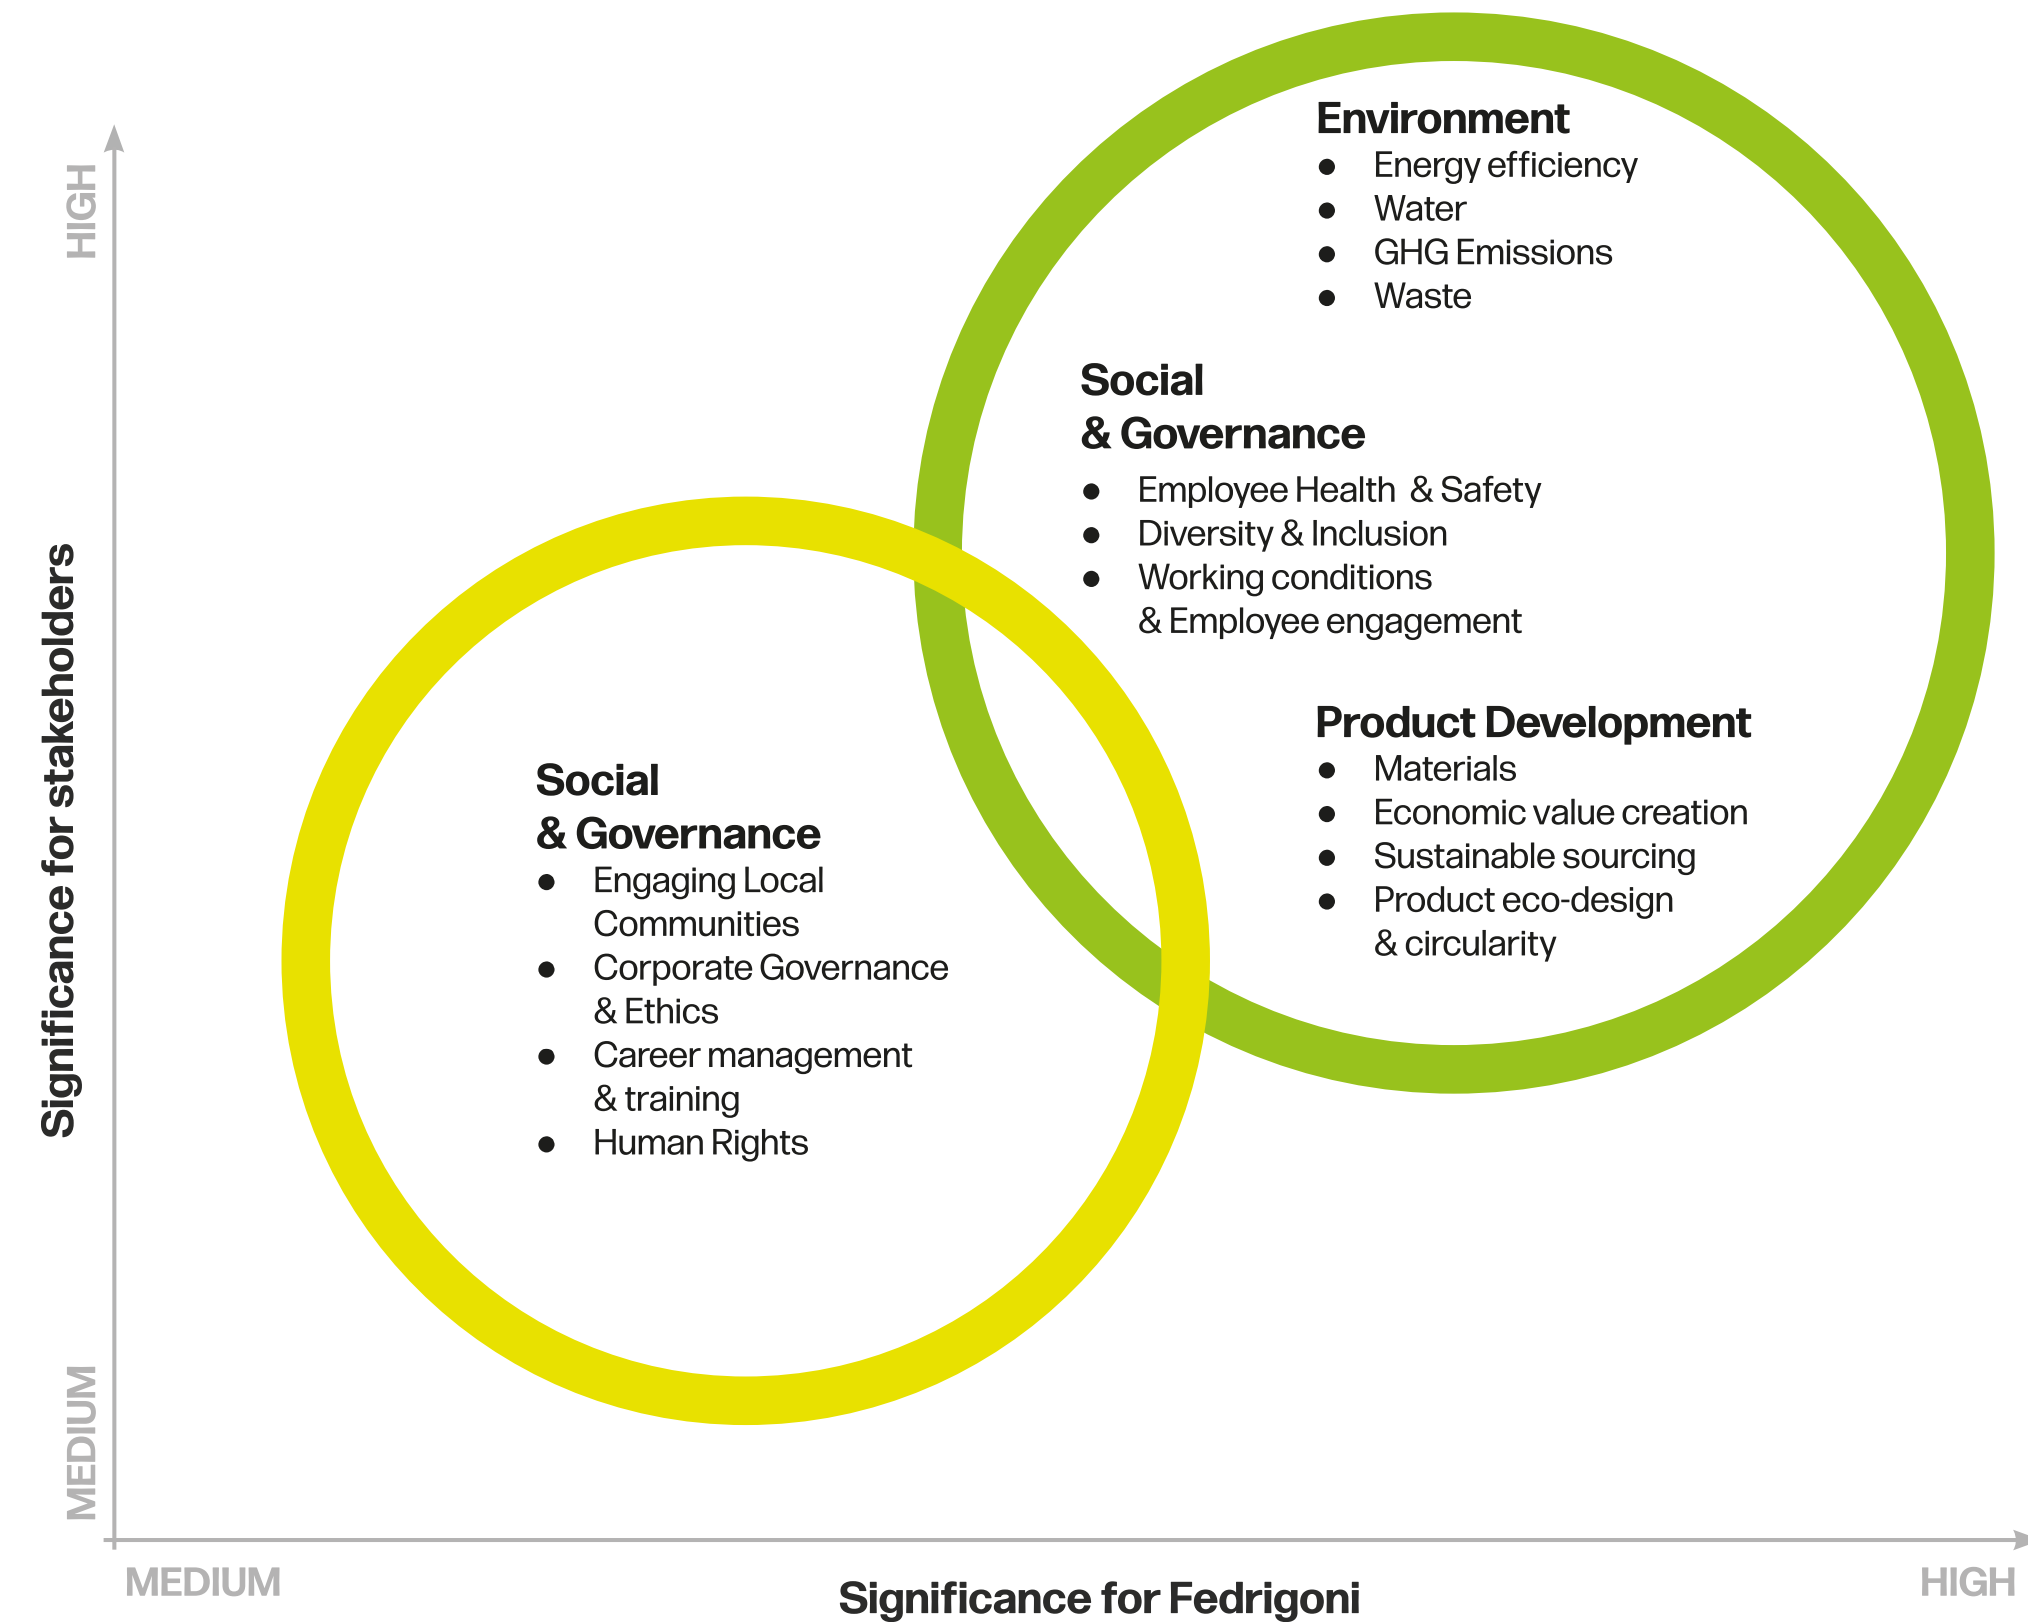 Environment
● Energy efficiency
● Water
● GHG Emissions
● Waste
Social
& Governance
● Employee Health & Safety
● Diversity & Inclusion
● Working conditions
& Employee engagement
Product Development
● Materials
● Economic value creation
● Sustainable sourcing
● Product eco-design
& circularity
Social
& Governance
● Engaging Local
Communities
● Corporate Governance
& Ethics
● Career management
& training
● Human Rights
HIGH
Significance for stakeholders
MEDIUM
MEDIUM
Significance for Fedrigoni
HIGH